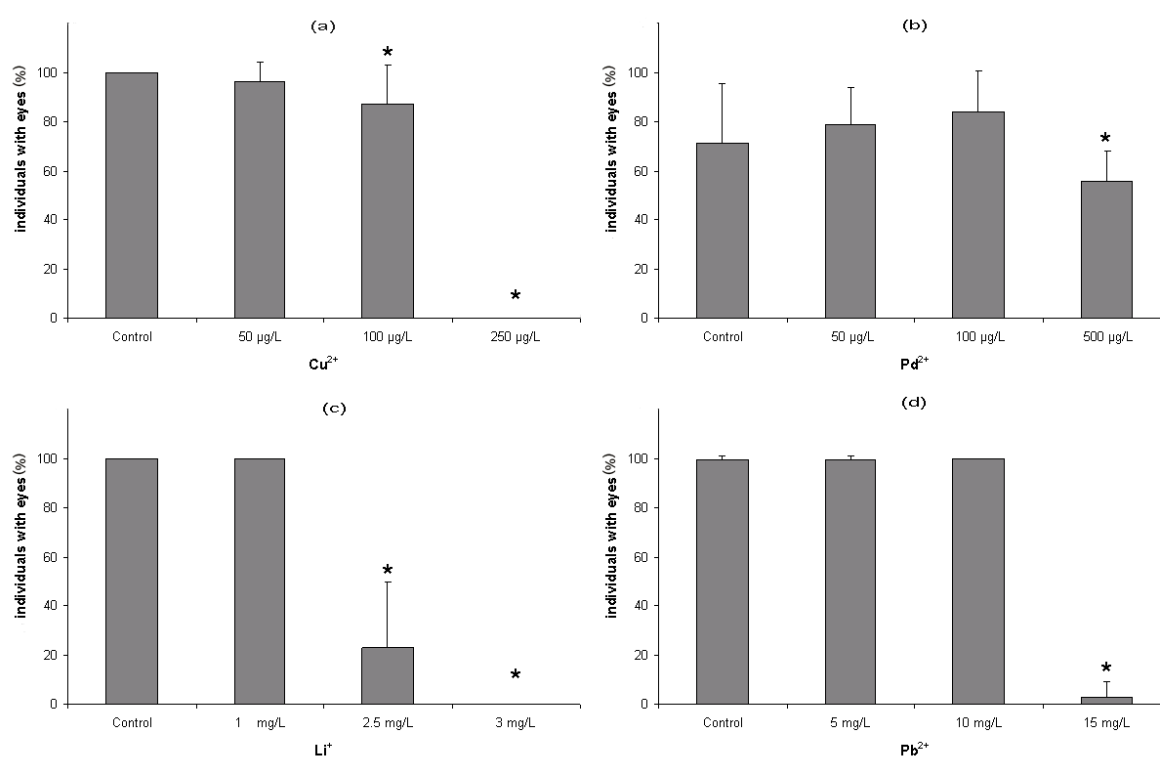 (a)
individuals with eyes (%)
100
80
60
40
20
0
*
*
Control 50 µg/L 100 µg/L 250 µg/L
Cu²⁺
(b)
individuals with eyes (%)
100
80
60
40
20
0
*
Control 50 µg/L 100 µg/L 500 µg/L
Pd²⁺
(c)
individuals with eyes (%)
100
80
60
40
20
0
*
*
Control 1 mg/L 2.5 mg/L 3 mg/L
Li⁺
(d)
individuals with eyes (%)
100
80
60
40
20
0
*
Control 5 mg/L 10 mg/L 15 mg/L
Pb²⁺